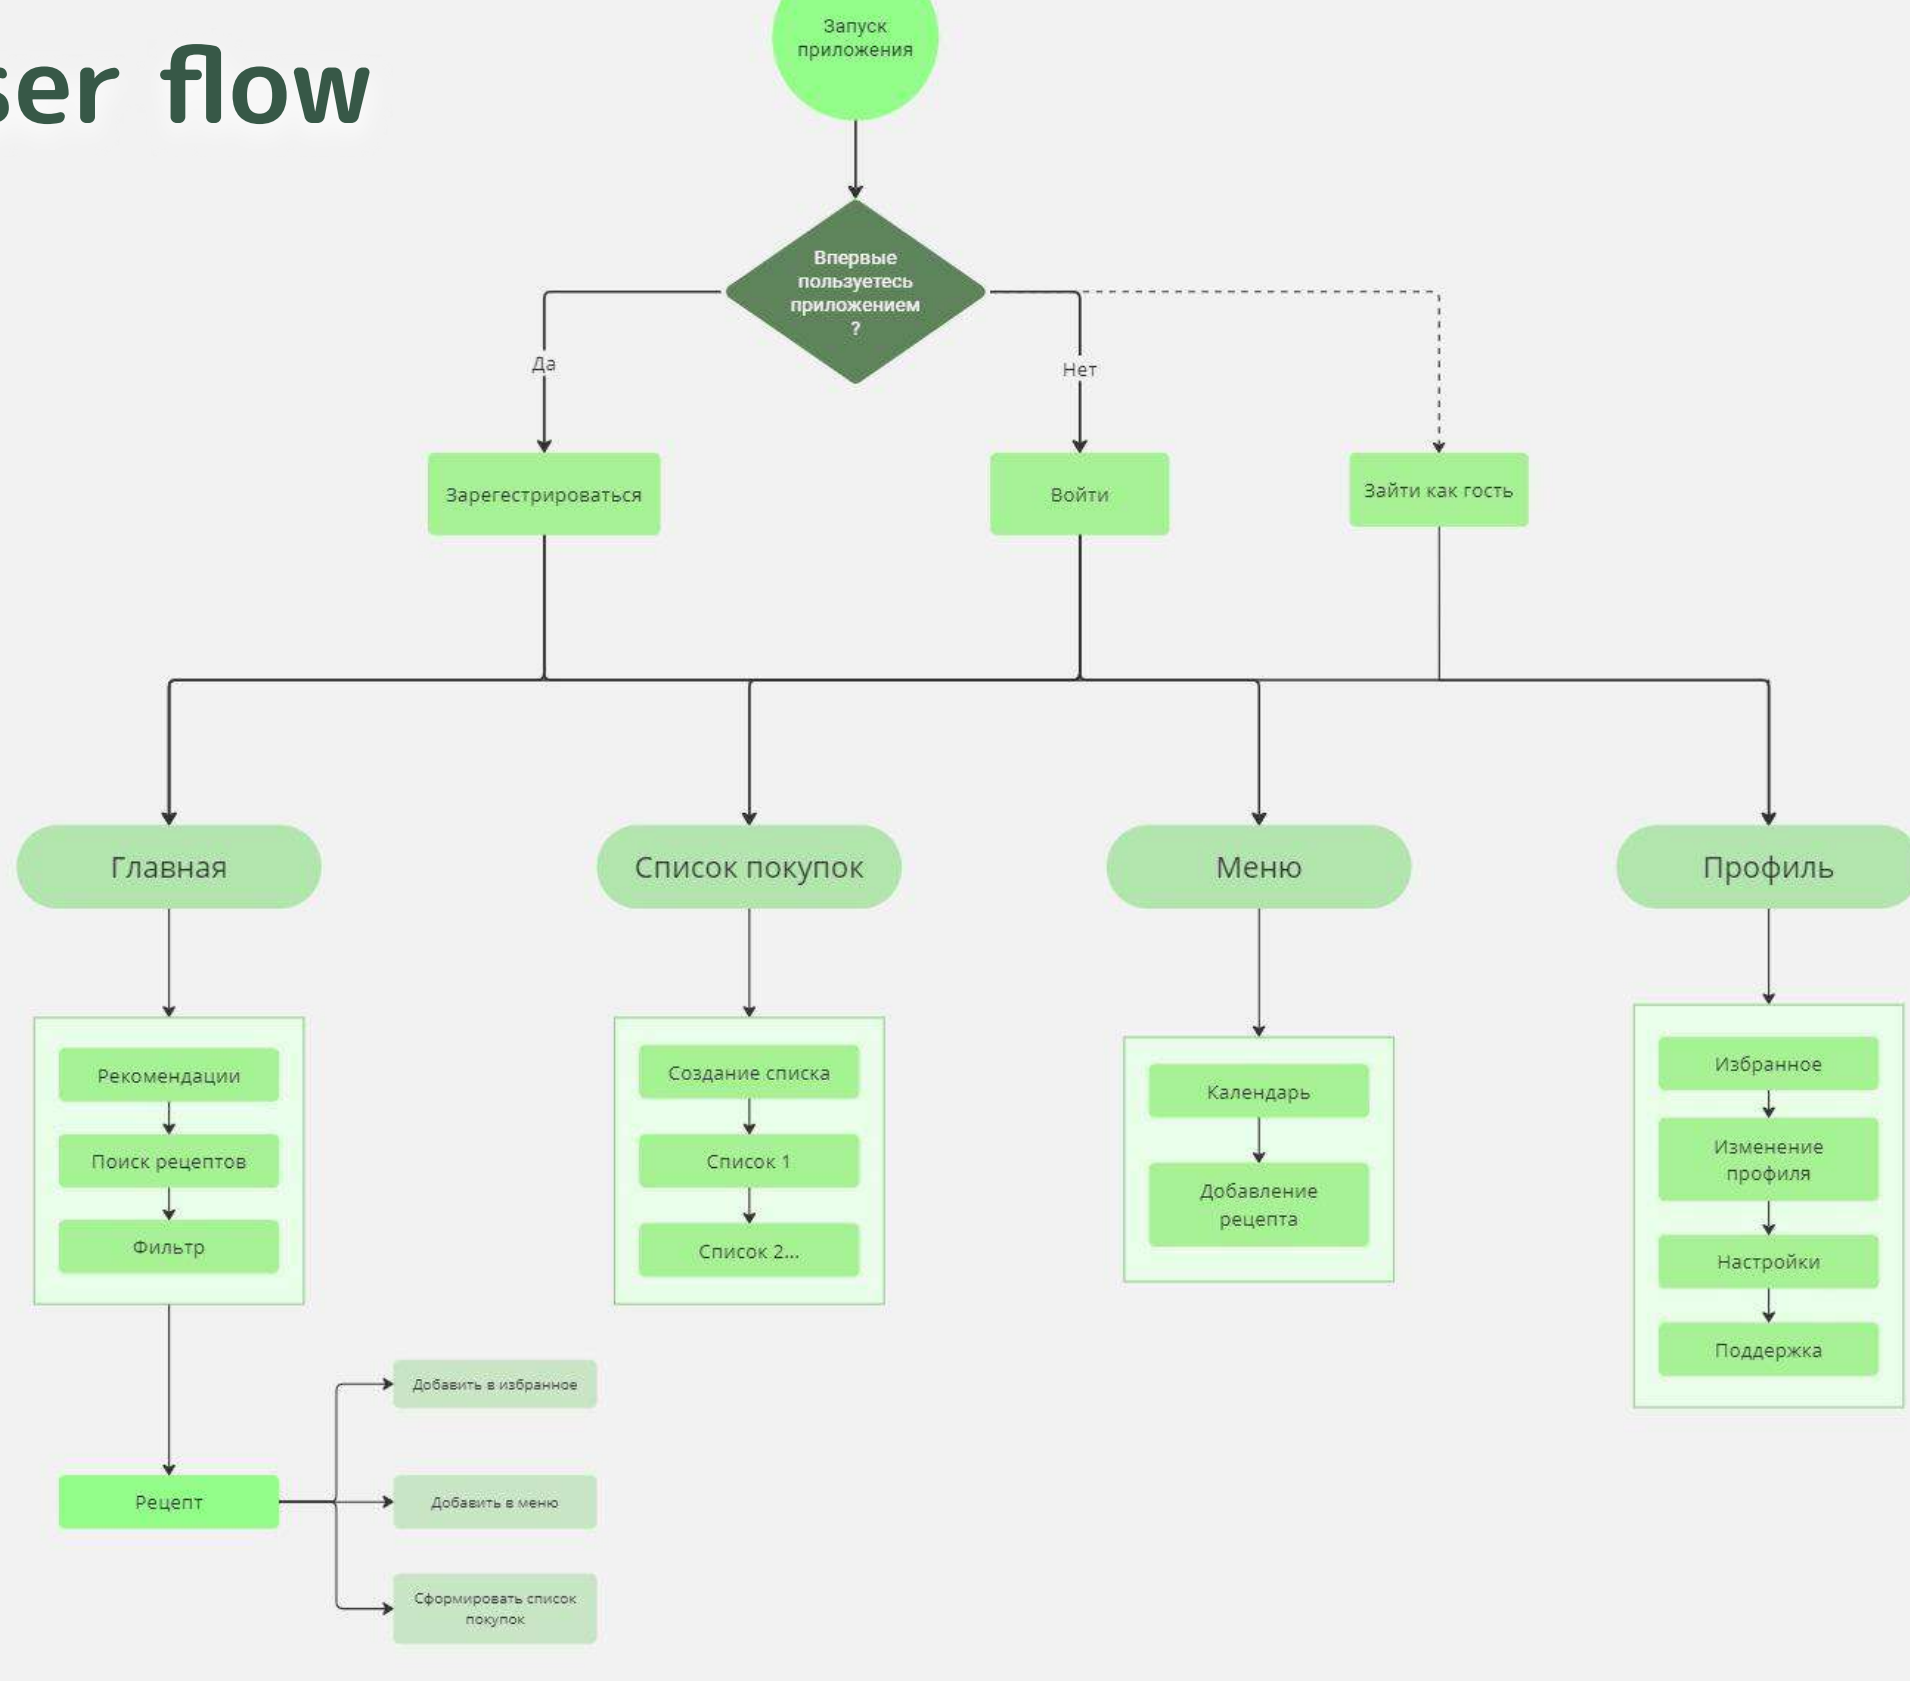 ser flow
Запуск
приложения
Впервые
пользуетесь
приложением
?
Да
Нет
Зарегестрироваться
Войти
Зайти как гость
Главная
Список покупок
Меню
Профиль
Рекомендации
Поиск рецептов
Фильтр
Создание списка
Список 1
Список 2...
Календарь
Добавление
рецепта
Избранное
Изменение
профиля
Настройки
Поддержка
Рецепт
Добавить в избранное
Добавить в меню
Сформировать список
покупок